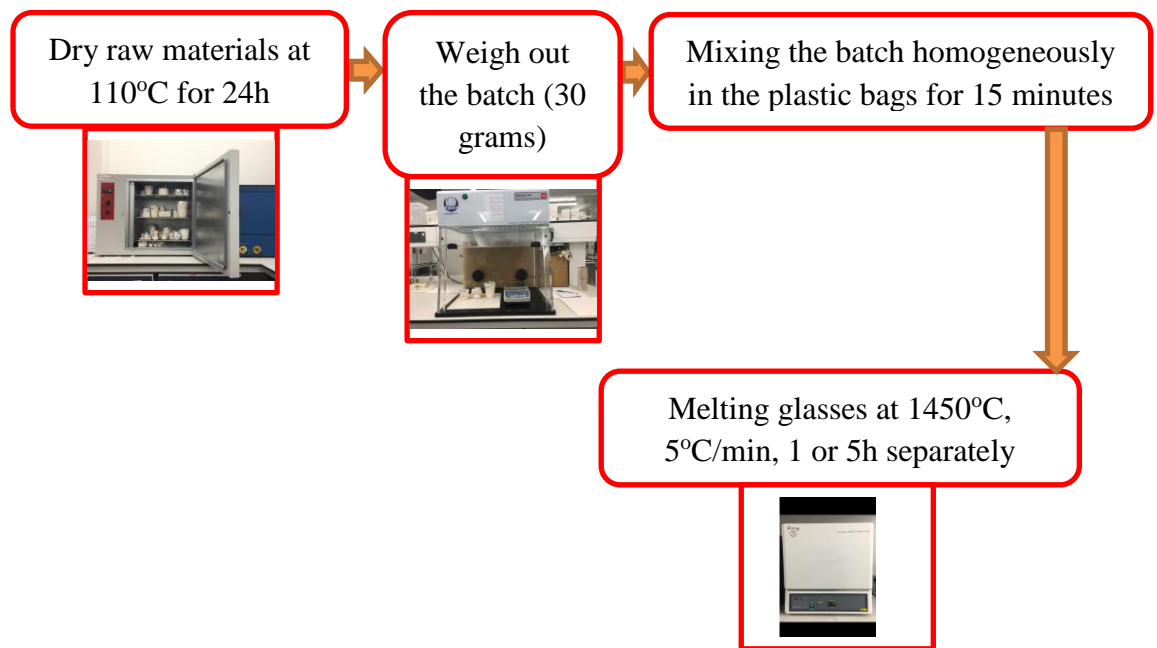 Dry raw materials at
110ºC for 24h
Weigh out
the batch (30
grams)
Mixing the batch homogeneously
in the plastic bags for 15 minutes
Melting glasses at 1450ºC,
5ºC/min, 1 or 5h separately